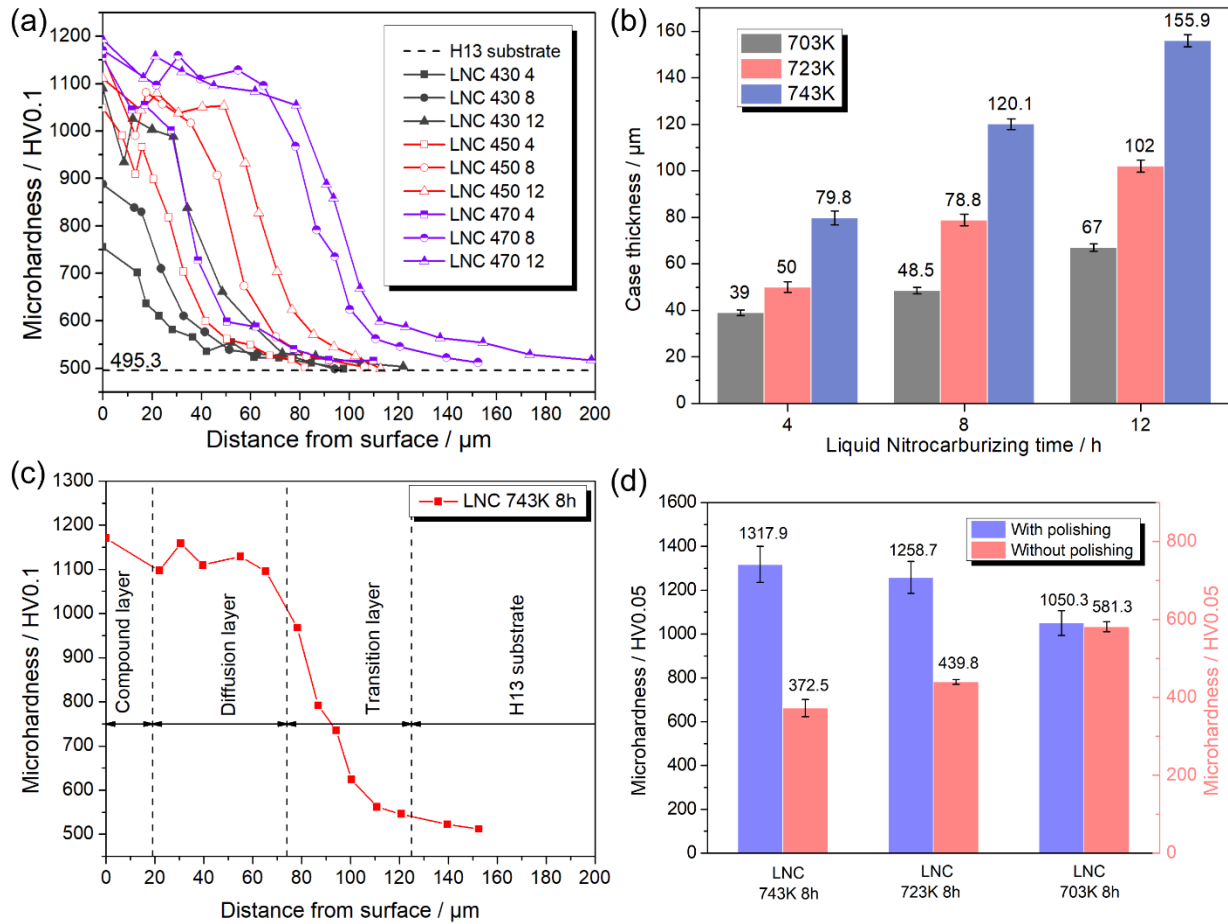 (a)
1200
1100
1000
900
800
700
600
500
495.3
0
20
40
60
80
100
120
140
160
180
200
Microhardness / HV0.1
Distance from surface / μm
H13 substrate
LNC 430 4
LNC 430 8
LNC 430 12
LNC 450 4
LNC 450 8
LNC 450 12
LNC 470 4
LNC 470 8
LNC 470 12
(b)
160
140
120
100
80
60
40
20
0
Case thickness / μm
703K
723K
743K
39
50
79.8
48.5
78.8
120.1
67
102
155.9
4
8
12
Liquid Nitrocarburizing time / h
(c)
1300
1200
1100
1000
900
800
700
600
500
Microhardness / HV0.1
LNC 743K 8h
Compound layer
Diffusion layer
Transition layer
H13 substrate
0
20
40
60
80
100
120
140
160
180
200
Distance from surface / μm
(d)
1600
1400
1200
1000
800
600
400
200
0
Microhardness / HV0.05
With polishing
Without polishing
1317.9
372.5
1258.7
439.8
1050.3
581.3
800
600
400
200
0
Microhardness / HV0.05
LNC
743K 8h
LNC
723K 8h
LNC
703K 8h